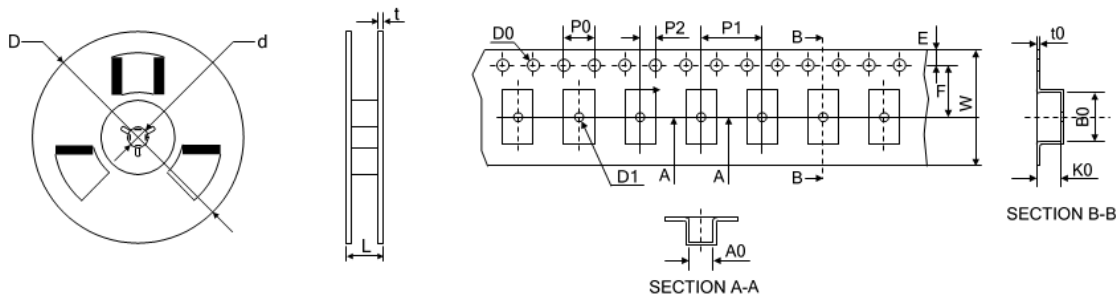 D
d
t
L
D0
P0
P2
P1
B
E
F
W
t0
B0
K0
D1
A
A
B
A0
SECTION A-A
SECTION B-B